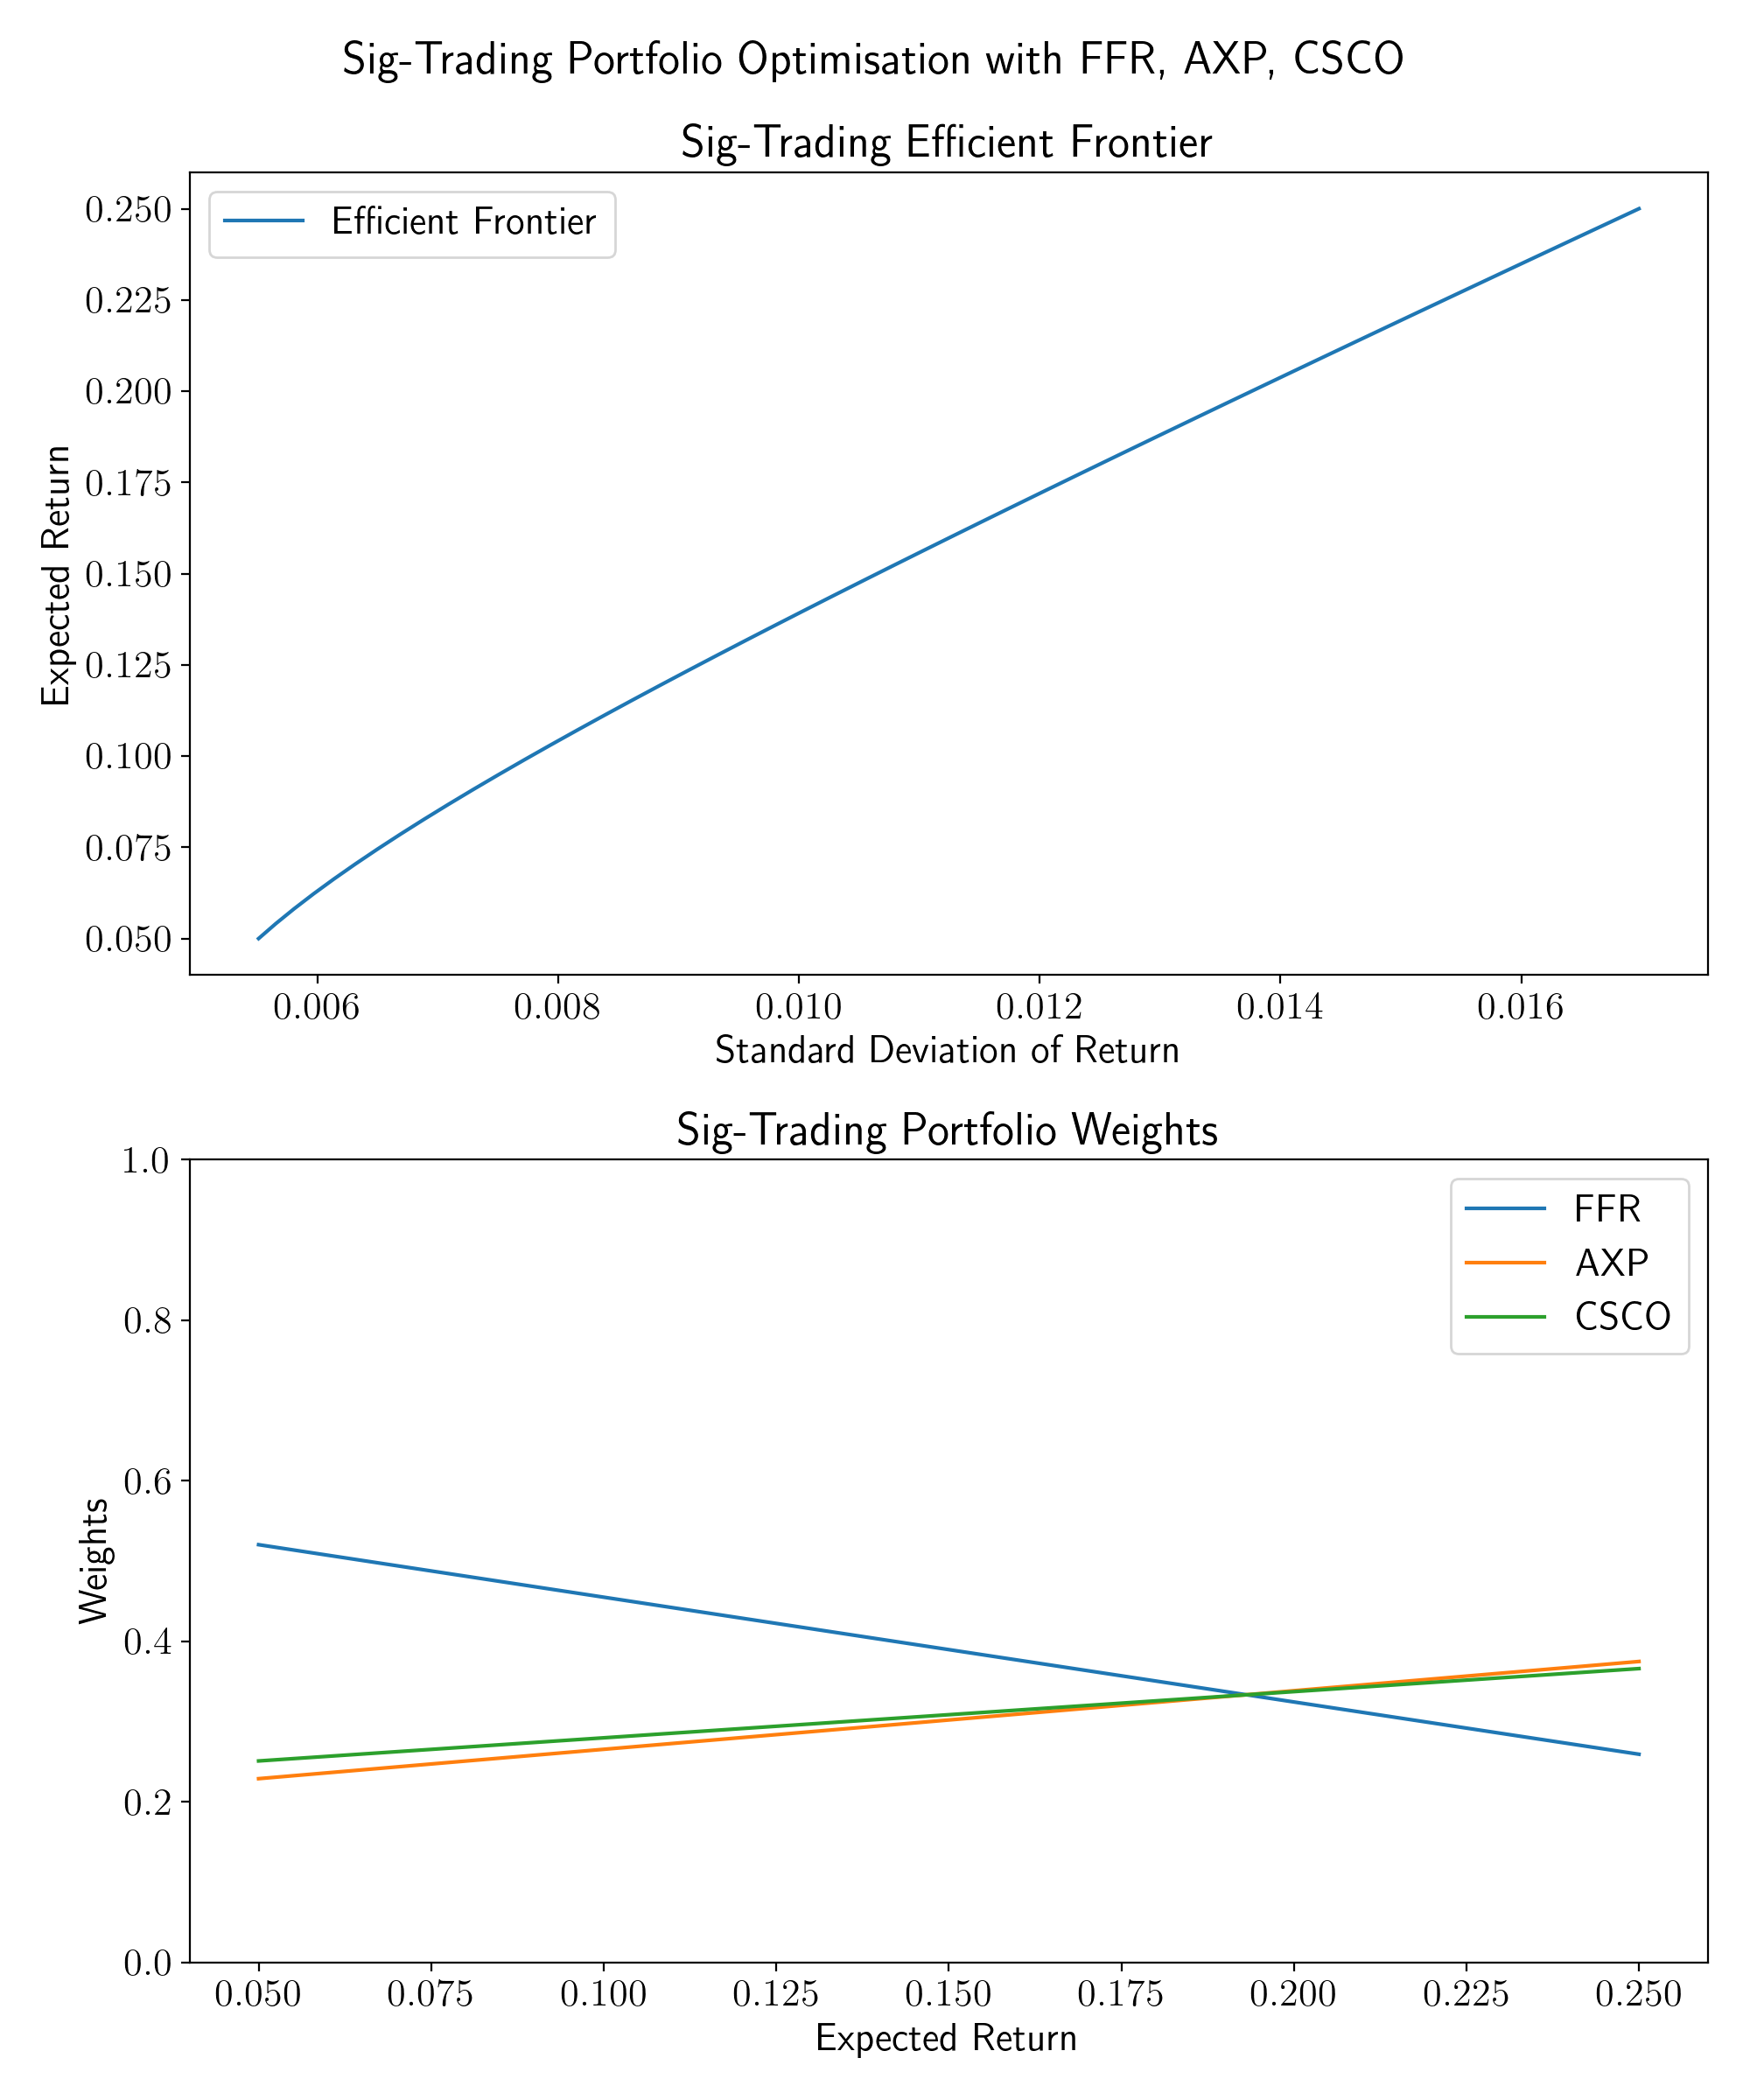 Sig-Trading Portfolio Optimisation with FFR, AXP, CSCO
Sig-Trading Efficient Frontier
Efficient Frontier
Expected Return
0.250
0.225
0.200
0.175
0.150
0.125
0.100
0.075
0.050
0.006 0.008 0.010 0.012 0.014 0.016
Standard Deviation of Return
Sig-Trading Portfolio Weights
FFR
AXP
CSCO
Weights
1.0
0.8
0.6
0.4
0.2
0.0
0.050 0.075 0.100 0.125 0.150 0.175 0.200 0.225 0.250
Expected Return